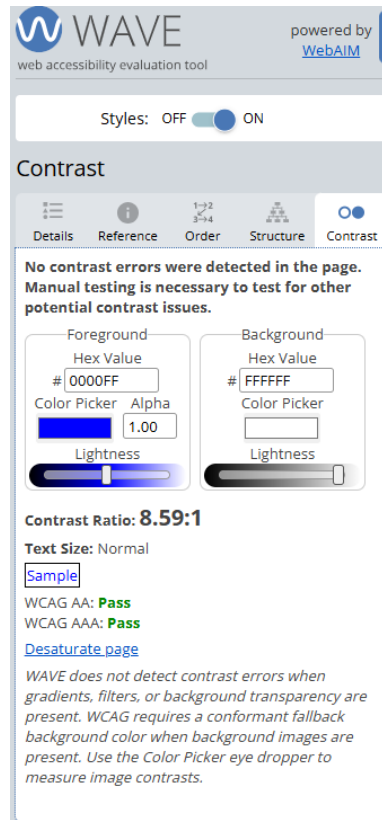 WAVE
powered by
WebAIM
web accessibility evaluation tool
Styles: OFF ON
Contrast
1→2
3→4
Details Reference Order Structure Contrast
No contrast errors were detected in the page.
Manual testing is necessary to test for other
potential contrast issues.
Foreground
Hex Value
# 0000FF
Color Picker Alpha
1.00
Lightness
Background
Hex Value
# FFFFFF
Color Picker
Lightness
Contrast Ratio: 8.59:1
Text Size: Normal
Sample
WCAG AA: Pass
WCAG AAA: Pass
Desaturate page
WAVE does not detect contrast errors when
gradients, filters, or background transparency are
present. WCAG requires a conformant fallback
background color when background images are
present. Use the Color Picker eye dropper to
measure image contrasts.